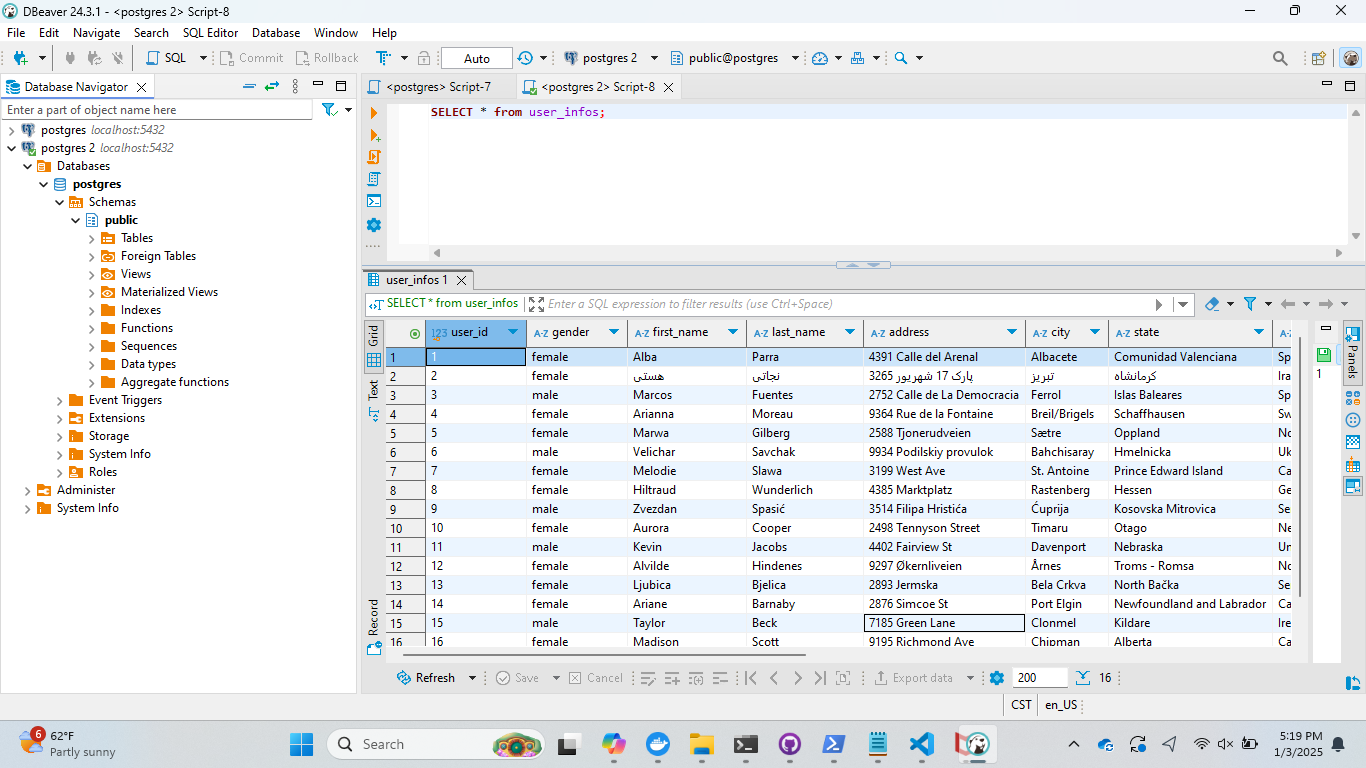 DBeaver 24.3.1 - <postgres 2> Script-8
File Edit Navigate Search SQL Editor Database Window Help
SQL Commit Rollback Auto postgres 2 public@postgres
Database Navigator
Enter a part of object name here
postgres localhost:5432
postgres 2 localhost:5432
Databases
postgres
Schemas
public
Tables
Foreign Tables
Views
Materialized Views
Indexes
Functions
Sequences
Data types
Aggregate functions
Event Triggers
Extensions
Storage
System Info
Roles
Administer
System Info
<postgres> Script-7 <postgres 2> Script-8
SELECT * from user_infos;
user_infos 1
SELECT * from user_infos Enter a SQL expression to filter results (use Ctrl+Space)
Grid
Text
Record
123 user_id A-Z gender A-Z first_name A-Z last_name A-Z address A-Z city A-Z state A-Z
1 1 female Alba Parra 4391 Calle del Arenal Albacete Comunidad Valenciana Sp
2 2 female هستی نجاتی 3265 پارک 17 شهریور تبریز کرمانشاه Ira
3 3 male Marcos Fuentes 2752 Calle de La Democracia Ferrol Islas Baleares Sp
4 4 female Arianna Moreau 9364 Rue de la Fontaine Breil/Brigels Schaffhausen Sw
5 5 female Marwa Gilberg 2588 Tjonerudveien Sætre Oppland No
6 6 male Velichar Savchak 9934 Podilskiy provulok Bahchisaray Hmelnicka Uk
7 7 female Melodie Slawa 3199 West Ave St. Antoine Prince Edward Island Ca
8 8 female Hiltraud Wunderlich 4385 Marktplatz Rastenberg Hessen Ge
9 9 male Zvezdan Spasić 3514 Filipa Hristića Ćuprija Kosovska Mitrovica Se
10 10 female Aurora Cooper 2498 Tennyson Street Timaru Otago Ne
11 11 male Kevin Jacobs 4402 Fairview St Davenport Nebraska Un
12 12 female Alvilde Hindenes 9297 Økernliveien Årnes Troms - Romsa No
13 13 female Ljubica Bjelica 2893 Jermska Bela Crkva North Bačka Se
14 14 female Ariane Barnaby 2876 Simcoe St Port Elgin Newfoundland and Labrador Ca
15 15 male Taylor Beck 7185 Green Lane Clonmel Kildare Ire
16 16 female Madison Scott 9195 Richmond Ave Chipman Alberta Ca
1
Panels
Refresh Save Cancel Export data 200 16
CST en_US
6
62°F
Partly sunny
Search
5:19 PM
1/3/2025